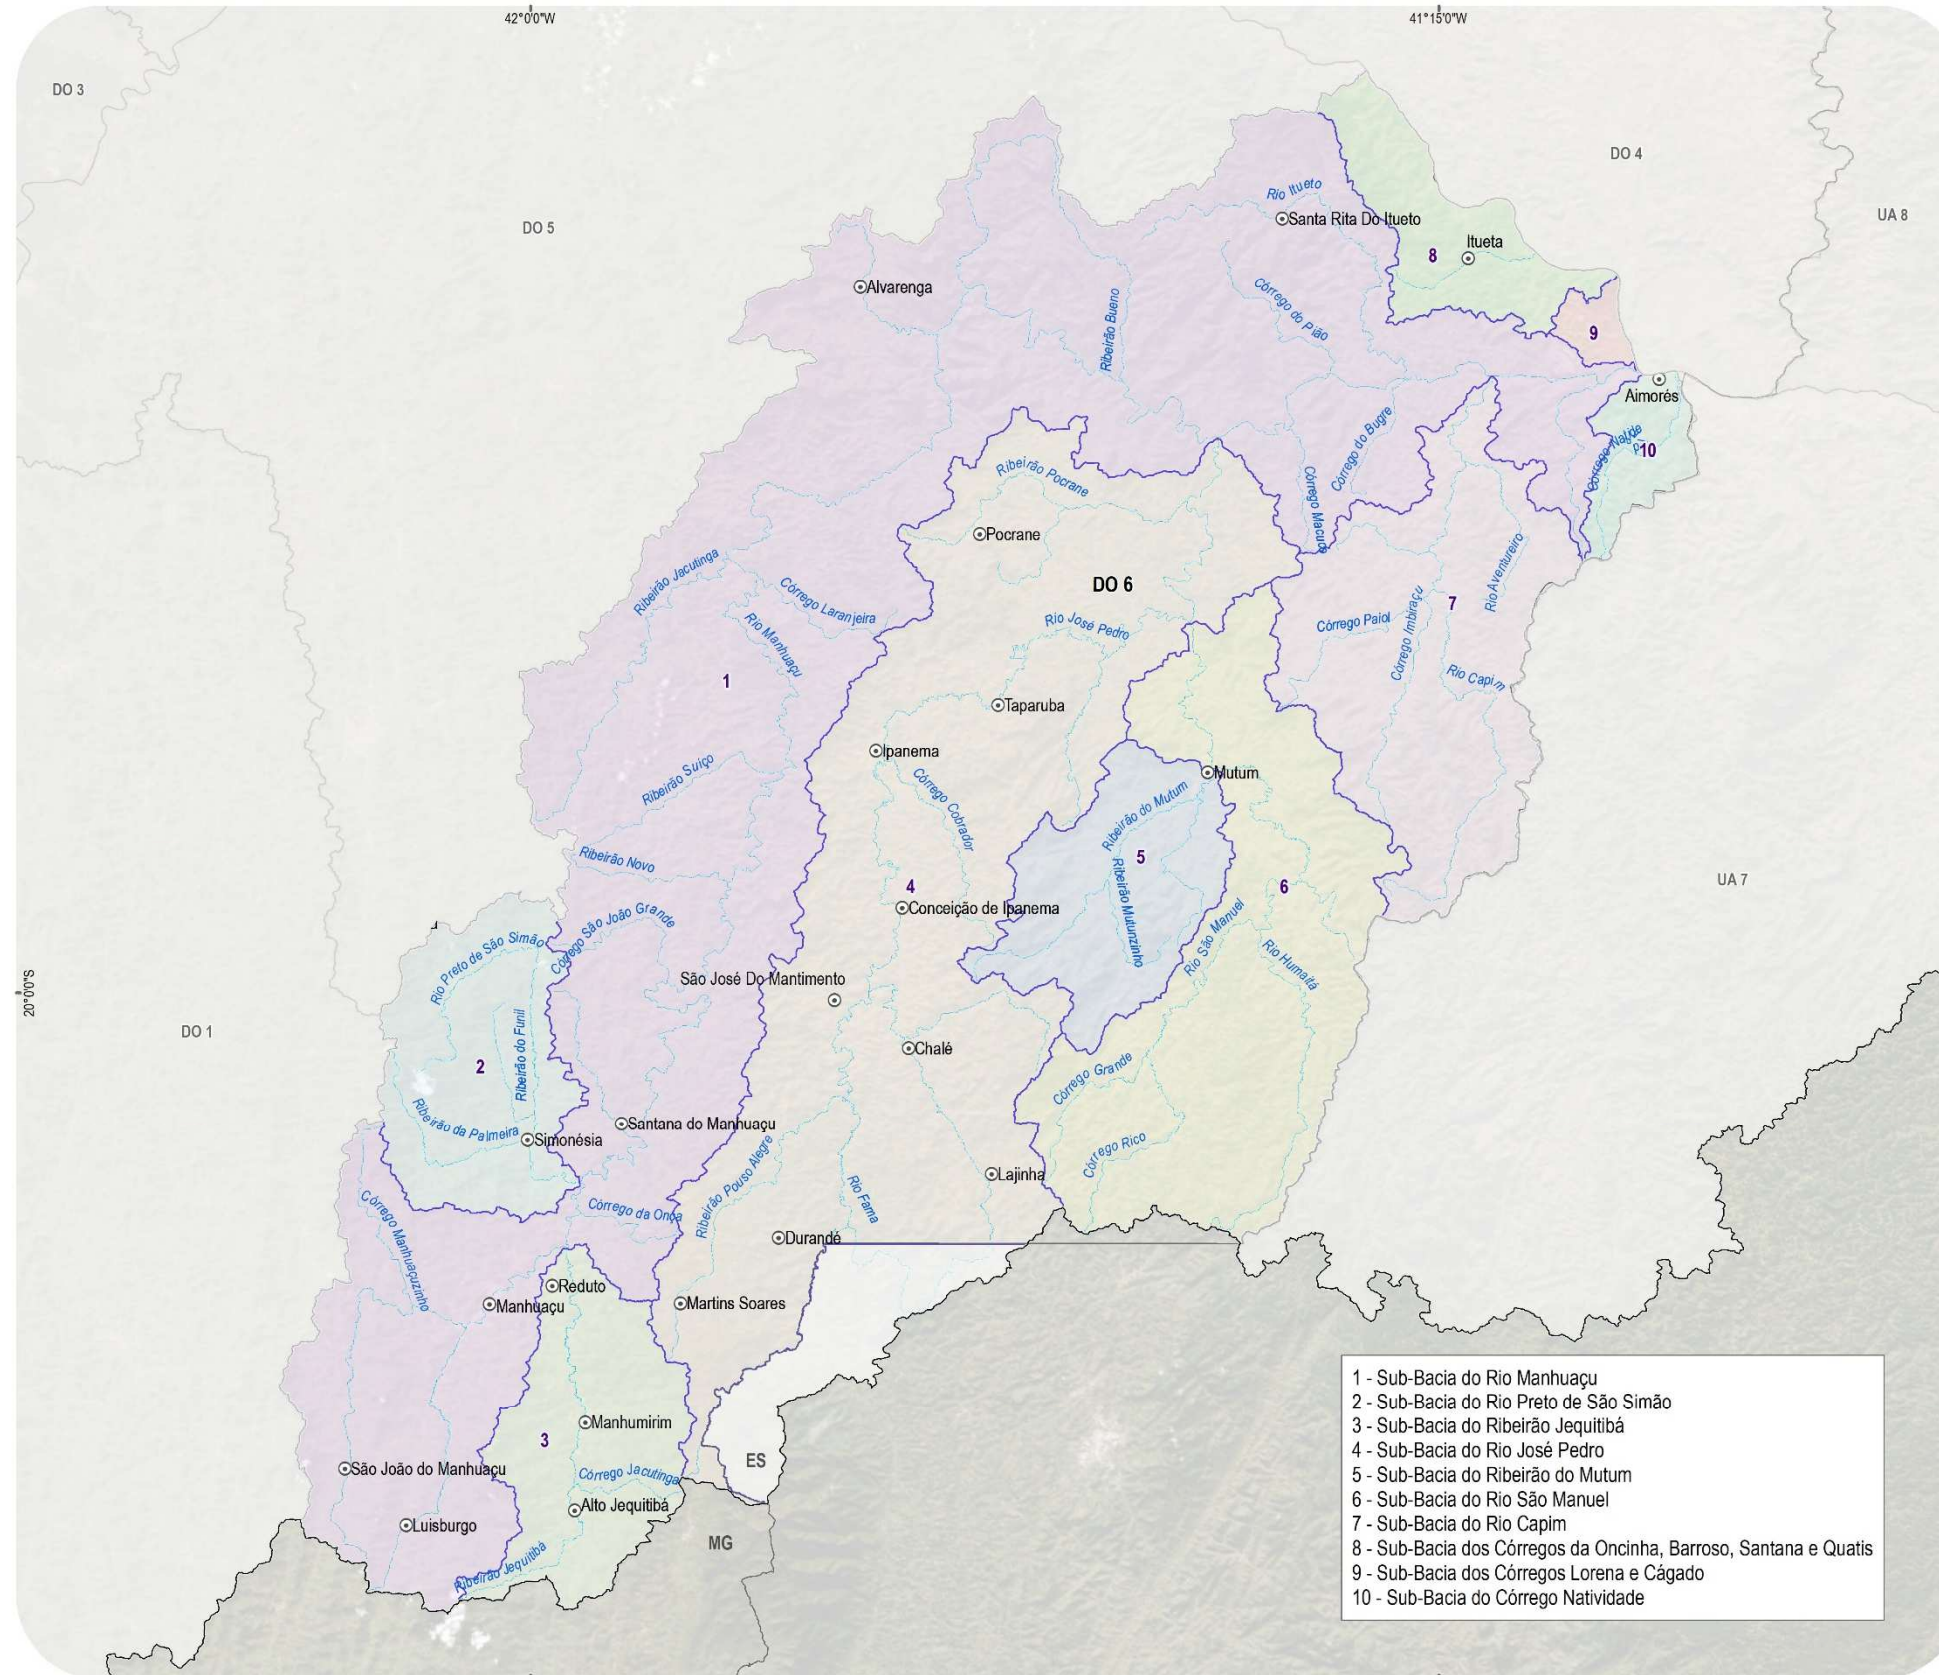 42°0'0"W
41°15'0"W
DO 3
DO 4
DO 5
UA 8
Rio Itueto
Santa Rita Do Itueto
Itueta
8
Alvarenga
Ribeirão Bueno
Córrego do Pião
9
Aimorés
Córrego do Bugre
10
Ribeirão Pocrane
Pocrane
Ribeirão Jacutinga
Córrego Laranjeira
DO 6
Rio Aventureiro
7
Rio José Pedro
Córrego Paiol
Córrego Imbiraçu
Rio Manhuaçu
1
Rio Capim
Taparuba
Ipanema
Mutum
Ribeirão Suiço
Córrego Cobrador
Ribeirão do Mutum
5
Ribeirão Novo
Ribeirão Mutunzinho
UA 7
4
6
Conceição de Ipanema
Córrego São João Grande
Rio Preto de São Simão
Rio São Manuel
Rio Humaitá
São José Do Mantimento
20°0'0"S
DO 1
Chalé
Ribeirão do Funil
2
Córrego Grande
Ribeirão da Palmeira
Simonésia
Santana do Manhuaçu
Córrego Rico
Ribeirão Pouso Alegre
Lajinha
Rio Fama
Córrego da Onça
Córrego Manhuaçuzinho
Durandé
Reduto
Manhuaçu
Martins Soares
Manhumirim
3
ES
Córrego Jacutinga
São João do Manhuaçu
Alto Jequitibá
Luisburgo
MG
Ribeirão Jequitibá
1 - Sub-Bacia do Rio Manhuaçu
2 - Sub-Bacia do Rio Preto de São Simão
3 - Sub-Bacia do Ribeirão Jequitibá
4 - Sub-Bacia do Rio José Pedro
5 - Sub-Bacia do Ribeirão do Mutum
6 - Sub-Bacia do Rio São Manuel
7 - Sub-Bacia do Rio Capim
8 - Sub-Bacia dos Córregos da Oncinha, Barroso, Santana e Quatis
9 - Sub-Bacia dos Córregos Lorena e Cágado
10 - Sub-Bacia do Córrego Natividade